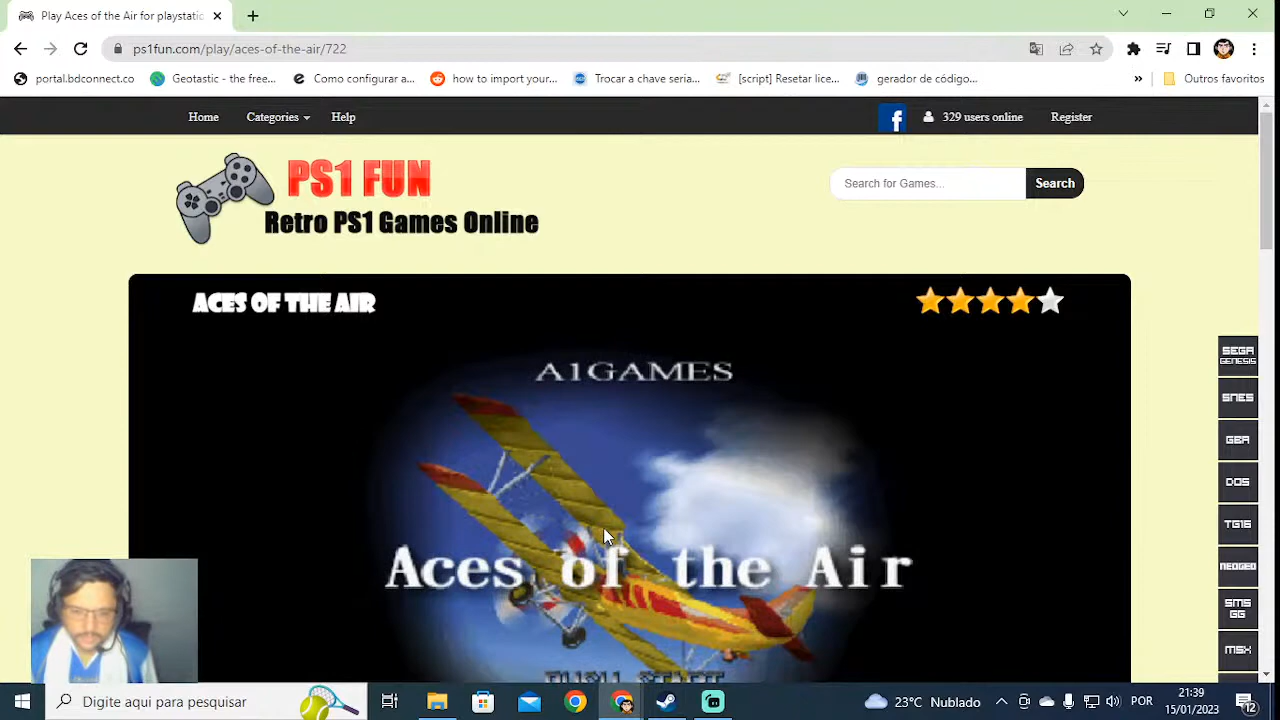 Play Aces of the Air for playstatic
ps1fun.com/play/aces-of-the-air/722
portal.bdconnect.co
Geotastic - the free...
Como configurar a...
how to import your...
Trocar a chave seria...
[script] Resetar lice...
gerador de código...
»
Outros favoritos
Home
Categories
Help
f
329 users online
Register
PS1 FUN
Retro PS1 Games Online
Search for Games...
Search
ACES OF THE AIR
A1GAMES
Aces of the Air
PUSH START
SEGA
GENESIS
SNES
GBA
DOS
TG16
NEOGEO
SMS
GG
MSX
Digite aqui para pesquisar
23°C Nublado
POR
21:39
15/01/2023
12